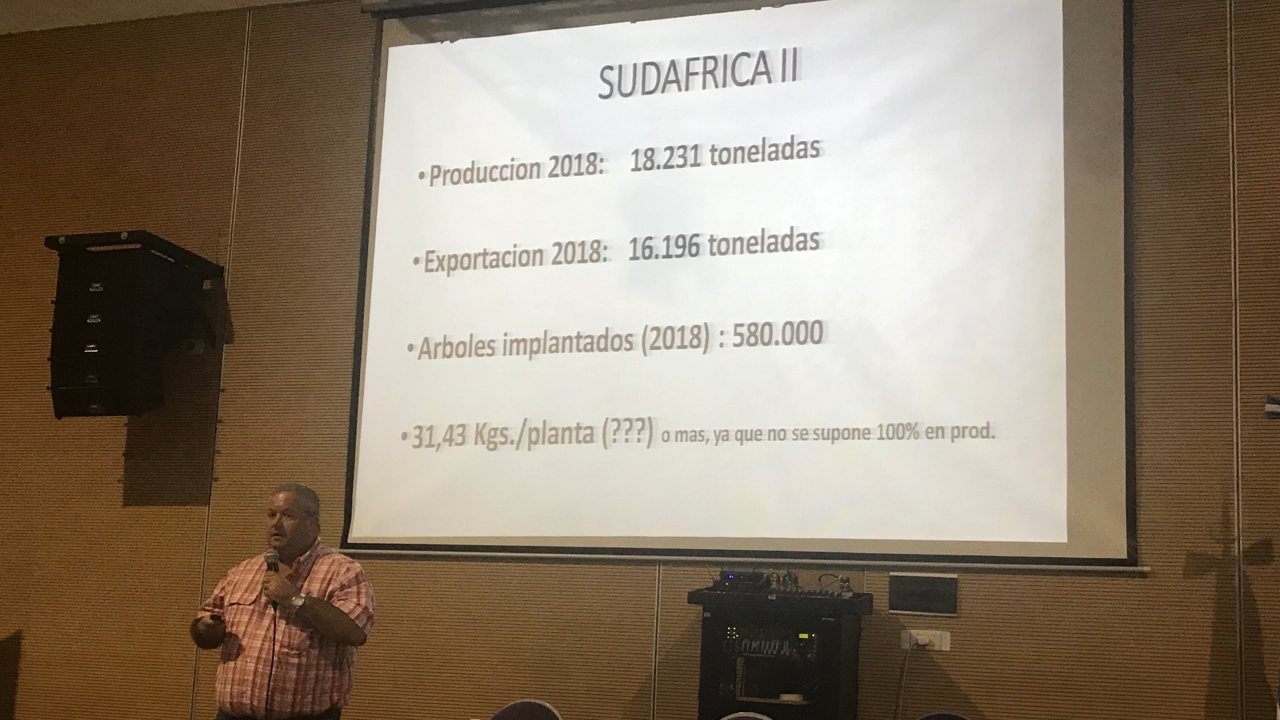 SUDAFRICA II
•Produccion 2018: 18.231 toneladas
•Exportacion 2018: 16.196 toneladas
•Arboles implantados (2018) : 580.000
•31,43 Kgs./planta (???) o mas, ya que no se supone 100% en prod.